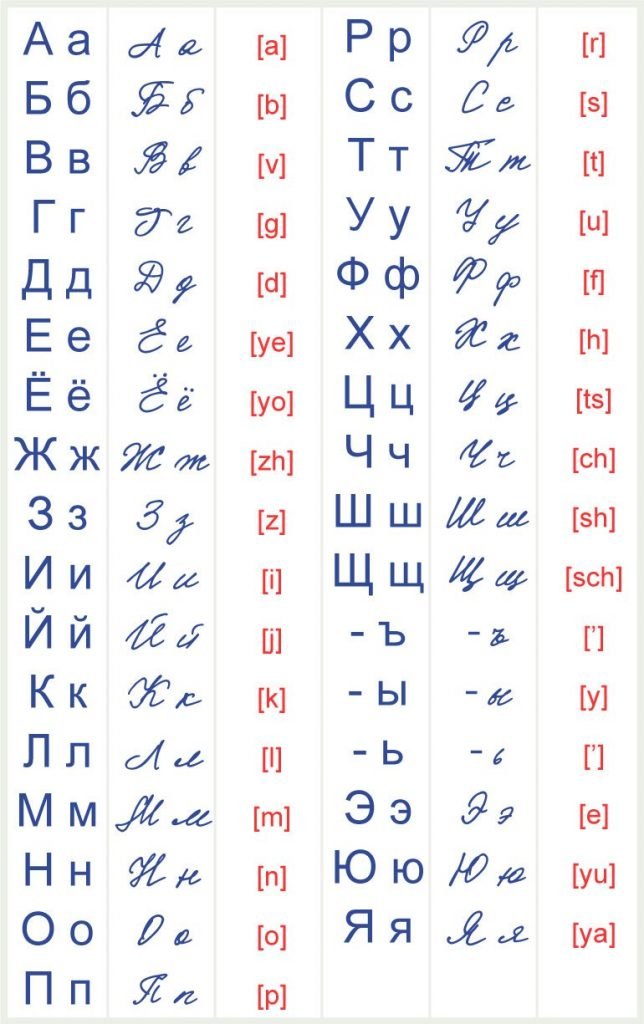 А а А а [a]
Б б Б б [b]
В в В в [v]
Г г Г г [g]
Д д Д д [d]
Е е Е е [ye]
Ё ё Ё ё [yo]
Ж ж Ж ж [zh]
З з З з [z]
И и И и [i]
Й й Й й [j]
К к К к [k]
Л л Л л [l]
М м М м [m]
Н н Н н [n]
О о О о [o]
П п П п [p]
Р р Р р [r]
С с С с [s]
Т т Т т [t]
У у У у [u]
Ф ф Ф ф [f]
Х х Х х [h]
Ц ц Ц ц [ts]
Ч ч Ч ч [ch]
Ш ш Ш ш [sh]
Щ щ Щ щ [sch]
- ъ - ъ [’]
- ы - ы [y]
- ь - ь [’]
Э э Э э [e]
Ю ю Ю ю [yu]
Я я Я я [ya]